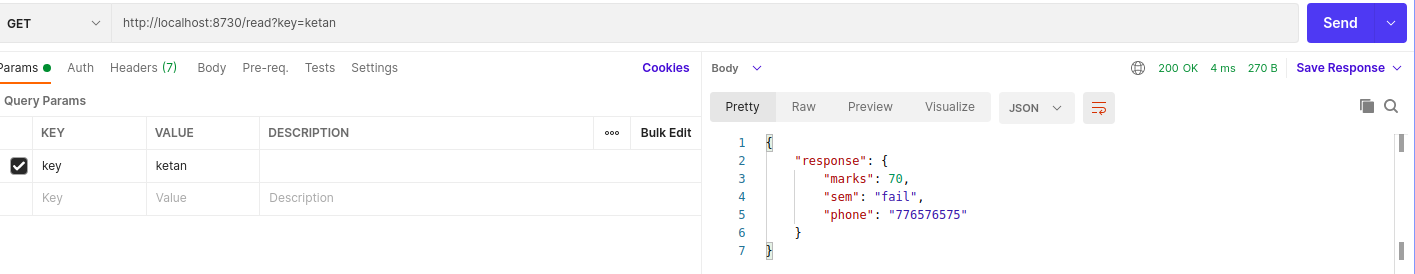 GET http://localhost:8730/read?key=ketan Send
Params Auth Headers (7) Body Pre-req. Tests Settings Cookies
Query Params
KEY VALUE DESCRIPTION Bulk Edit
key ketan
Key Value Description
Body 200 OK 4 ms 270 B Save Response
Pretty Raw Preview Visualize JSON
1 {
2 "response": {
3 "marks": 70,
4 "sem": "fail",
5 "phone": "776576575"
6 }
7 }